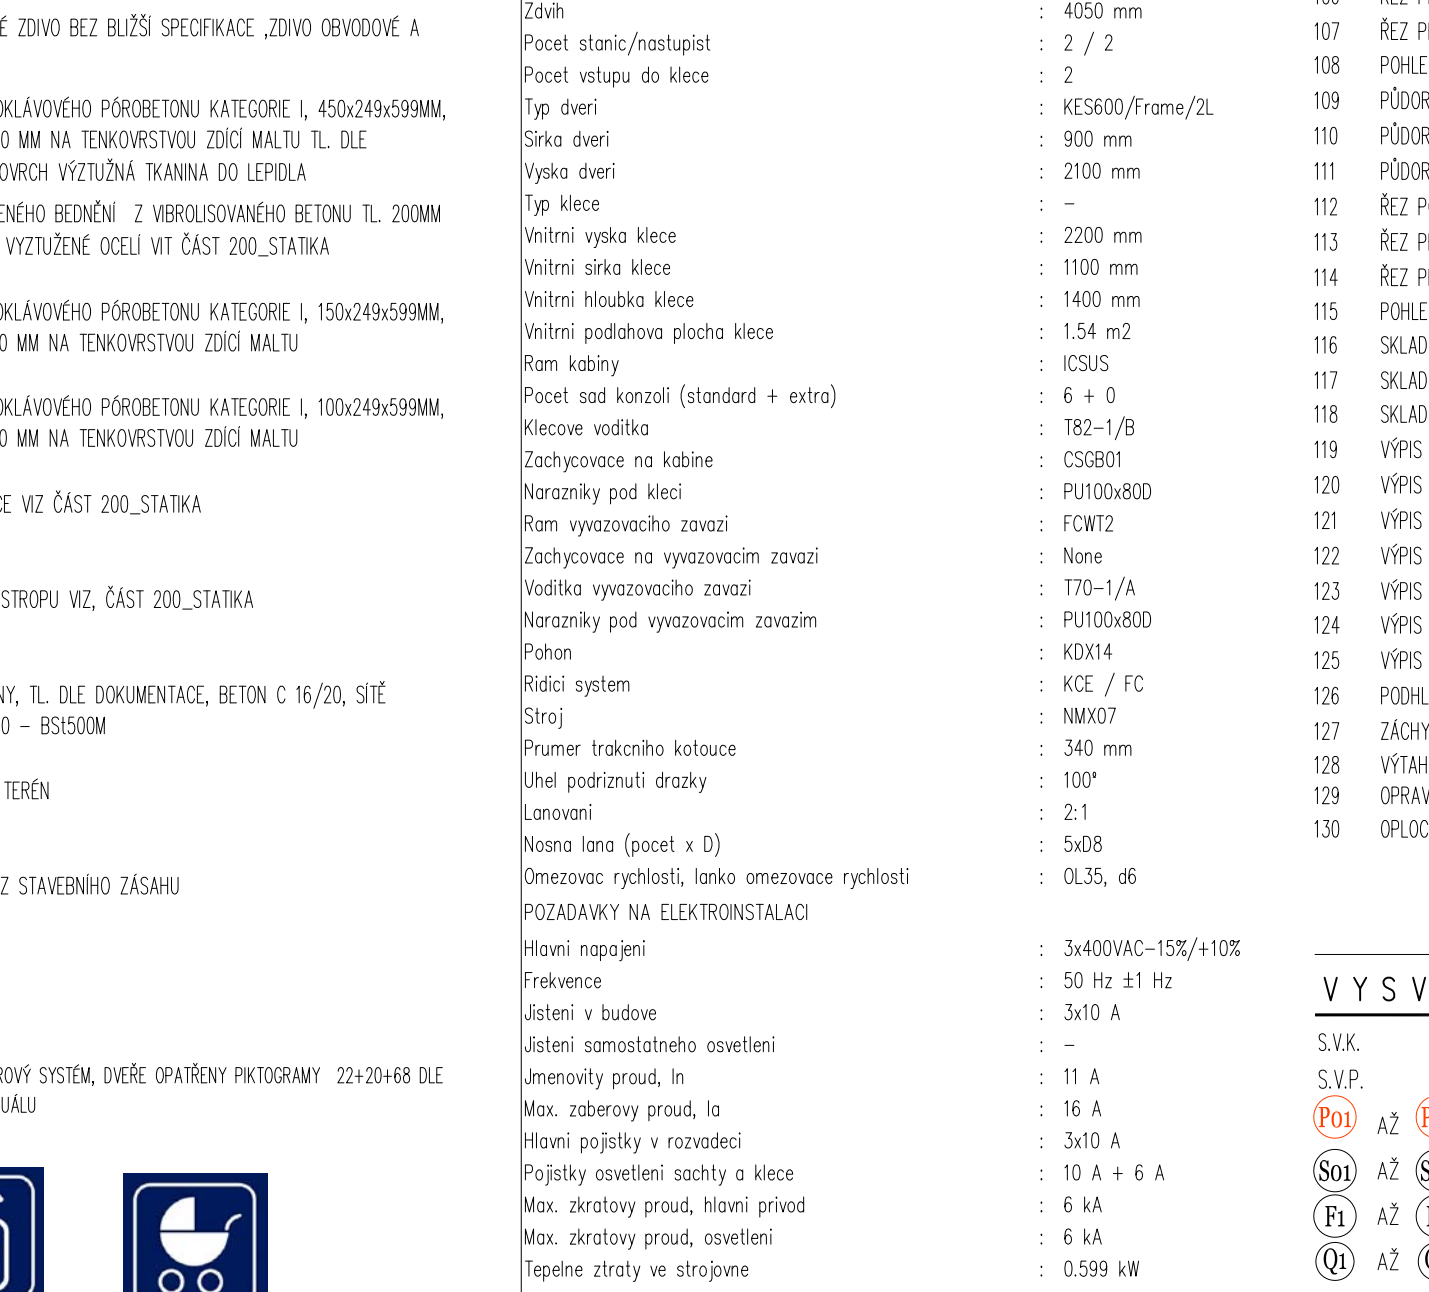 É ZDIVO BEZ BLIŽŠÍ SPECIFIKACE ,ZDIVO OBVODOVÉ A
OKLÁVOVÉHO PÓROBETONU KATEGORIE I, 450x249x599MM,
0 MM NA TENKOVRSTVOU ZDÍCÍ MALTU TL. DLE
OVRCH VÝZTUŽNÁ TKANINA DO LEPIDLA
ENÉHO BEDNĚNÍ Z VIBROLISOVANÉHO BETONU TL. 200MM
VYZTUŽENÉ OCELÍ VIT ČÁST 200_STATIKA
OKLÁVOVÉHO PÓROBETONU KATEGORIE I, 150x249x599MM,
0 MM NA TENKOVRSTVOU ZDÍCÍ MALTU
OKLÁVOVÉHO PÓROBETONU KATEGORIE I, 100x249x599MM,
0 MM NA TENKOVRSTVOU ZDÍCÍ MALTU
CE VIZ ČÁST 200_STATIKA
STROPU VIZ, ČÁST 200_STATIKA
NY, TL. DLE DOKUMENTACE, BETON C 16/20, SÍTĚ
0 – BSt500M
TERÉN
Z STAVEBNÍHO ZÁSAHU
ROVÝ SYSTÉM, DVEŘE OPATŘENY PIKTOGRAMY 22+20+68 DLE
UÁLU
Zdvih : 4050 mm
Pocet stanic/nastupist : 2 / 2
Pocet vstupu do klece : 2
Typ dveri : KES600/Frame/2L
Sirka dveri : 900 mm
Vyska dveri : 2100 mm
Typ klece : –
Vnitrni vyska klece : 2200 mm
Vnitrni sirka klece : 1100 mm
Vnitrni hloubka klece : 1400 mm
Vnitrni podlahova plocha klece : 1.54 m2
Ram kabiny : ICSUS
Pocet sad konzoli (standard + extra) : 6 + 0
Klecove voditka : T82–1/B
Zachycovace na kabine : CSGB01
Narazniky pod kleci : PU100x80D
Ram vyvazovaciho zavazi : FCWT2
Zachycovace na vyvazovacim zavazi : None
Voditka vyvazovaciho zavazi : T70–1/A
Narazniky pod vyvazovacim zavazim : PU100x80D
Pohon : KDX14
Ridici system : KCE / FC
Stroj : NMX07
Prumer trakcniho kotouce : 340 mm
Uhel podriznuti drazky : 100°
Lanovani : 2:1
Nosna lana (pocet x D) : 5xD8
Omezovac rychlosti, lanko omezovace rychlosti : OL35, d6
POZADAVKY NA ELEKTROINSTALACI
Hlavni napajeni : 3x400VAC–15%/+10%
Frekvence : 50 Hz ±1 Hz
Jisteni v budove : 3x10 A
Jisteni samostatneho osvetleni : –
Jmenovity proud, In : 11 A
Max. zaberovy proud, Ia : 16 A
Hlavni pojistky v rozvadeci : 3x10 A
Pojistky osvetleni sachty a klece : 10 A + 6 A
Max. zkratovy proud, hlavni privod : 6 kA
Max. zkratovy proud, osvetleni : 6 kA
Tepelne ztraty ve strojovne : 0.599 kW
107 ŘEZ P
108 POHLE
109 PŮDOR
110 PŮDOR
111 PŮDOR
112 ŘEZ P
113 ŘEZ P
114 ŘEZ P
115 POHLE
116 SKLAD
117 SKLAD
118 SKLAD
119 VÝPIS
120 VÝPIS
121 VÝPIS
122 VÝPIS
123 VÝPIS
124 VÝPIS
125 VÝPIS
126 PODHL
127 ZÁCHY
128 VÝTAH
129 OPRAV
130 OPLOC
V Y S V
S.V.K.
S.V.P.
P01 AŽ P
S01 AŽ S
F1 AŽ
Q1 AŽ